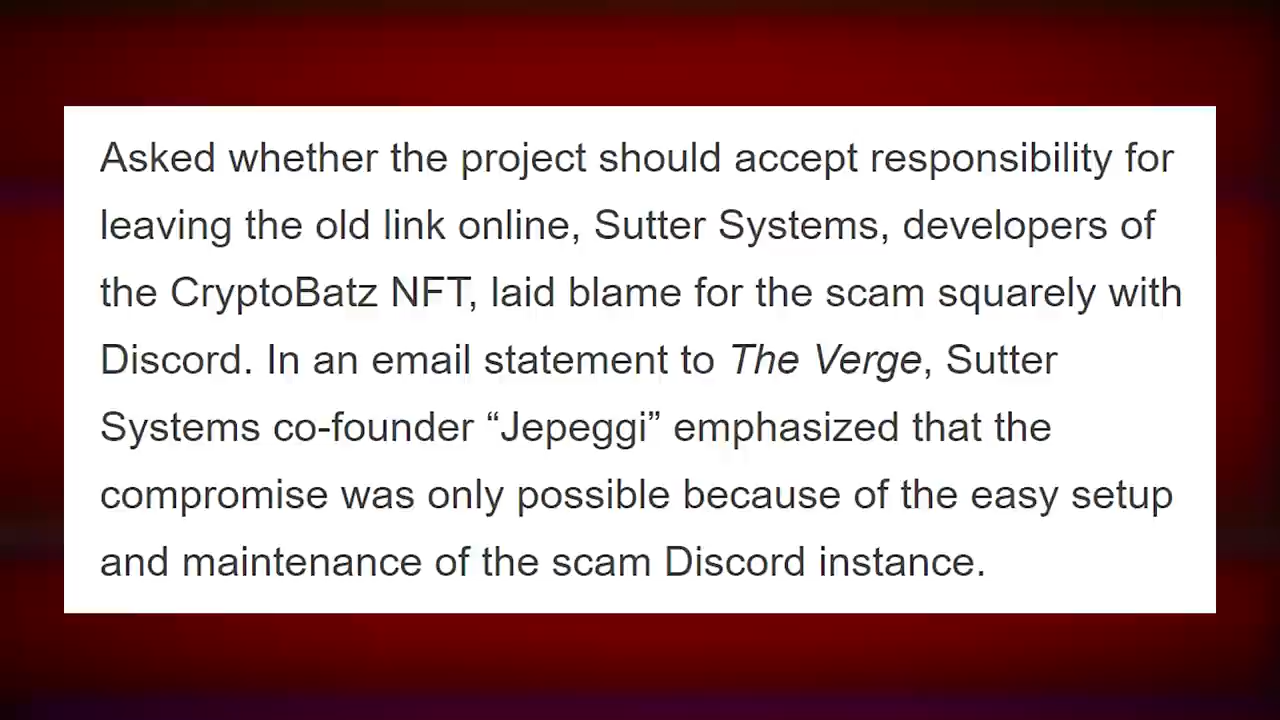 Asked whether the project should accept responsibility for
leaving the old link online, Sutter Systems, developers of
the CryptoBatz NFT, laid blame for the scam squarely with
Discord. In an email statement to The Verge, Sutter
Systems co-founder “Jepeggi” emphasized that the
compromise was only possible because of the easy setup
and maintenance of the scam Discord instance.